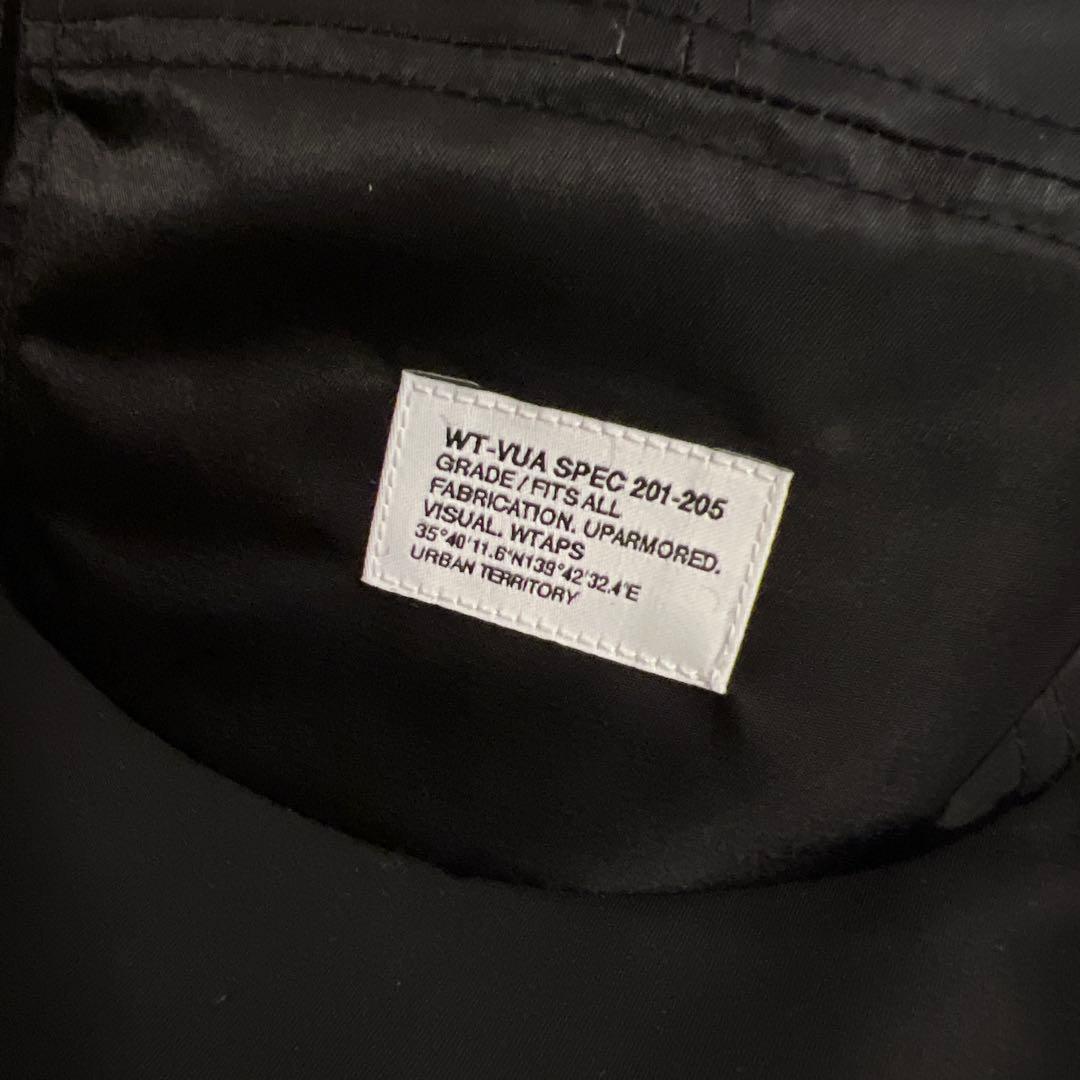 WT-VUA SPEC 201-205
GRADE / FITS ALL
FABRICATION. UPARMORED.
VISUAL. WTAPS
35°40'11.6"N139°42'32.4"E
URBAN TERRITORY